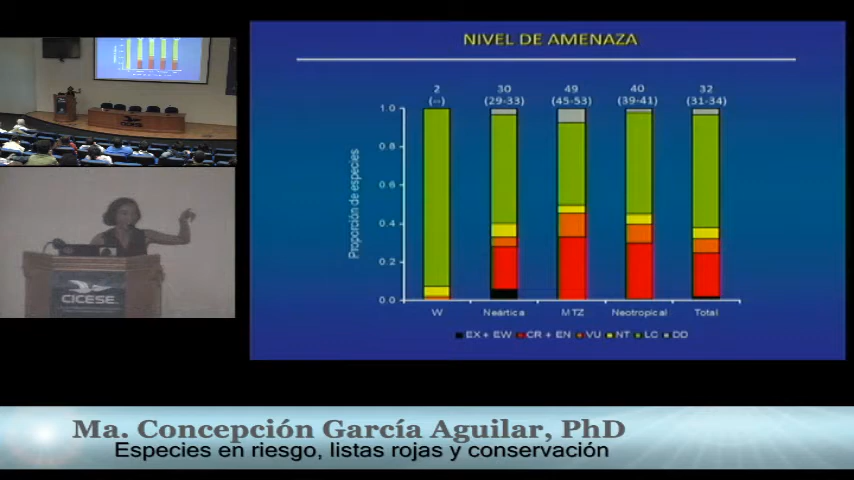 NIVEL DE AMENAZA
2 30 49 40 32
(--) (29-33) (45-53) (39-41) (31-34)
Proporción de especies
1.0
0.8
0.6
0.4
0.2
0.0
W Neártica MTZ Neotropical Total
EX + EW CR + EN VU NT LC DD
CICESE
Ma. Concepción García Aguilar, PhD
Especies en riesgo, listas rojas y conservación